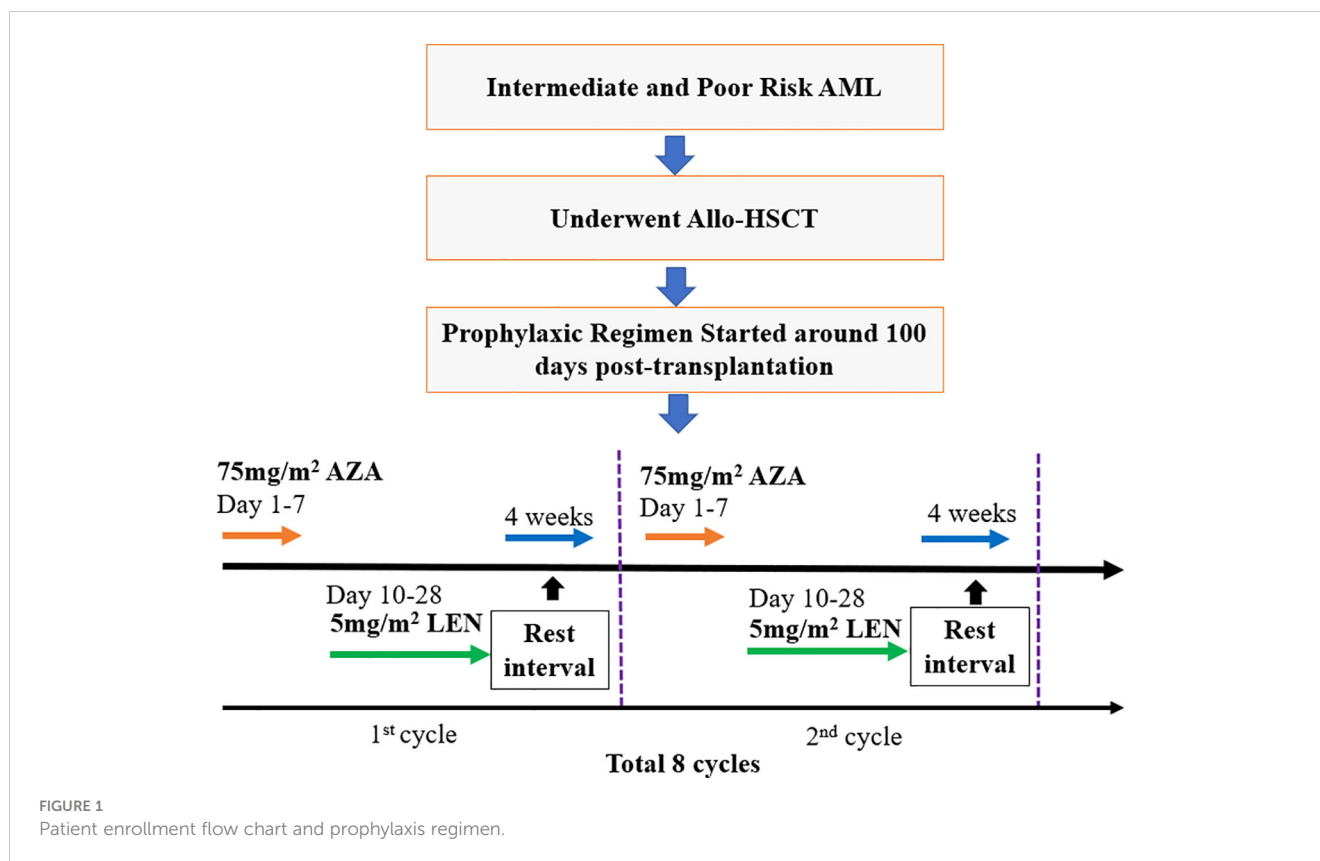 Intermediate and Poor Risk AML
Underwent Allo-HSCT
Prophylaxic Regimen Started around 100
days post-transplantation
75mg/m² AZA
Day 1-7
4 weeks
Day 10-28
5mg/m² LEN
Rest
interval
75mg/m² AZA
Day 1-7
4 weeks
Day 10-28
5mg/m² LEN
Rest
interval
1st cycle
2nd cycle
Total 8 cycles
FIGURE 1
Patient enrollment flow chart and prophylaxis regimen.